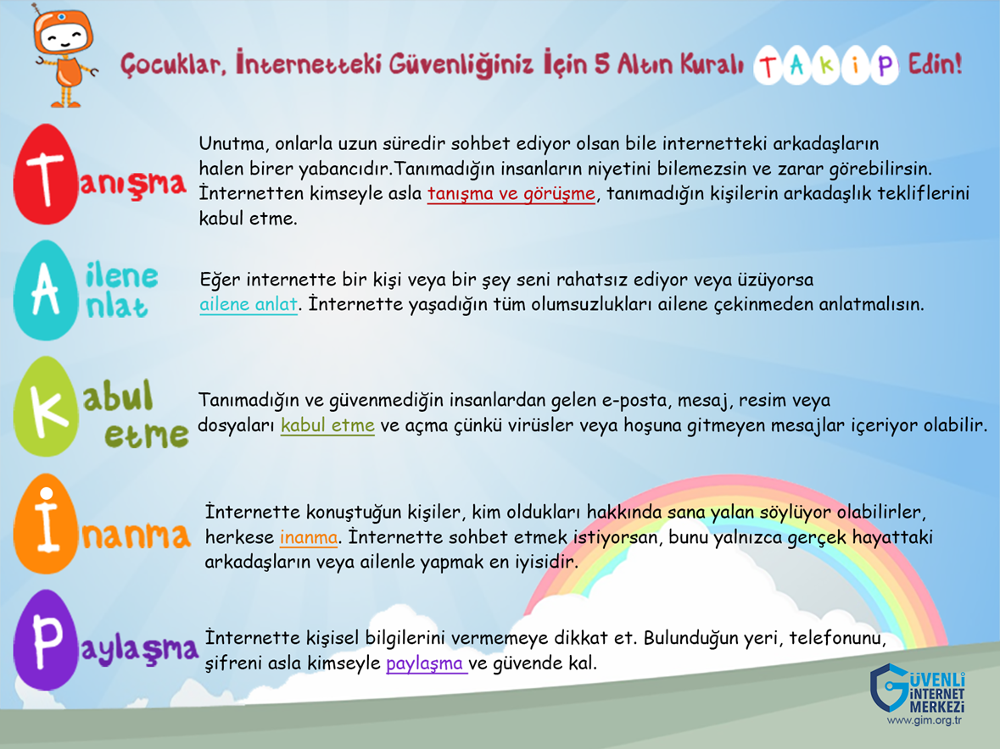 Çocuklar, İnternetteki Güvenliğiniz İçin 5 Altın Kuralı TAKİP Edin!
Tanışma
Unutma, onlarla uzun süredir sohbet ediyor olsan bile internetteki arkadaşların
halen birer yabancıdır.Tanımadığın insanların niyetini bilemezsin ve zarar görebilirsin.
İnternetten kimseyle asla tanışma ve görüşme, tanımadığın kişilerin arkadaşlık tekliflerini
kabul etme.
Ailene
Anlat
Eğer internette bir kişi veya bir şey seni rahatsız ediyor veya üzüyorsa
ailene anlat. İnternette yaşadığın tüm olumsuzlukları ailene çekinmeden anlatmalısın.
Kabul
etme
Tanımadığın ve güvenmediğin insanlardan gelen e-posta, mesaj, resim veya
dosyaları kabul etme ve açma çünkü virüsler veya hoşuna gitmeyen mesajlar içeriyor olabilir.
İnanma
İnternette konuştuğun kişiler, kim oldukları hakkında sana yalan söylüyor olabilirler,
herkese inanma. İnternette sohbet etmek istiyorsan, bunu yalnızca gerçek hayattaki
arkadaşların veya ailenle yapmak en iyisidir.
Paylaşma
İnternette kişisel bilgilerini vermemeye dikkat et. Bulunduğun yeri, telefonunu,
şifreni asla kimseyle paylaşma ve güvende kal.
GÜVENLİ
İNTERNET
MERKEZİ
www.gim.org.tr